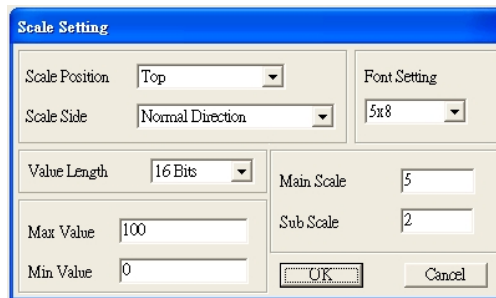 Scale Setting
Scale Position Top
Scale Side Normal Direction
Font Setting
5x8
Value Length 16 Bits
Max Value 100
Min Value 0
Main Scale 5
Sub Scale 2
OK Cancel